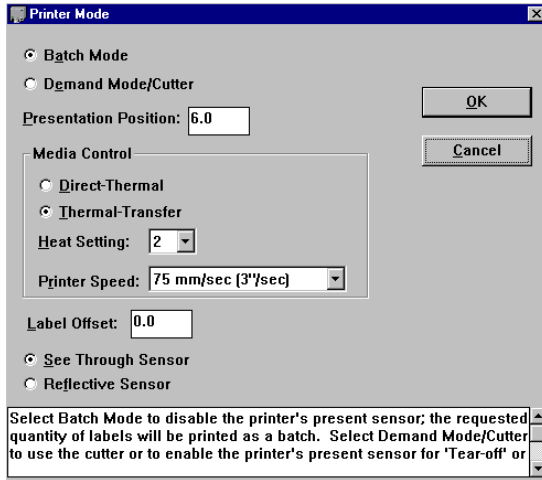 Printer Mode
Batch Mode
Demand Mode/Cutter
Presentation Position: 6.0
OK
Cancel
Media Control
Direct-Thermal
Thermal-Transfer
Heat Setting: 2
Printer Speed: 75 mm/sec (3"/sec)
Label Offset: 0.0
See Through Sensor
Reflective Sensor
Select Batch Mode to disable the printer's present sensor; the requested
quantity of labels will be printed as a batch. Select Demand Mode/Cutter
to use the cutter or to enable the printer's present sensor for 'Tear-off' or